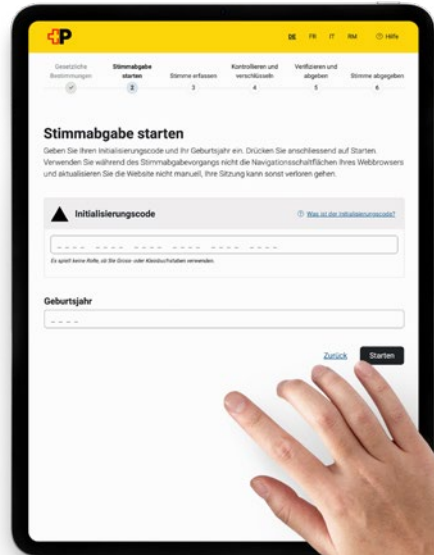 P
DE FR IT RM Hilfe
Gesetzliche Bestimmungen
Stimmabgabe starten
Stimme erfassen
Kontrollieren und verschlüsseln
Verifizieren und abgeben
Stimme abgegeben
2 3 4 5 6
Stimmabgabe starten
Geben Sie Ihren Initialisierungscode und Ihr Geburtsjahr ein. Drücken Sie anschliessend auf Starten.
Verwenden Sie während des Stimmabgabevorgangs nicht die Navigationsschaltflächen Ihres Webbrowsers
und aktualisieren Sie die Website nicht manuell, Ihre Sitzung kann sonst verloren gehen.
Initialisierungscode
Was ist der Initialisierungscode?
Es spielt keine Rolle, ob Sie Gross- oder Kleinbuchstaben verwenden.
Geburtsjahr
Zurück Starten